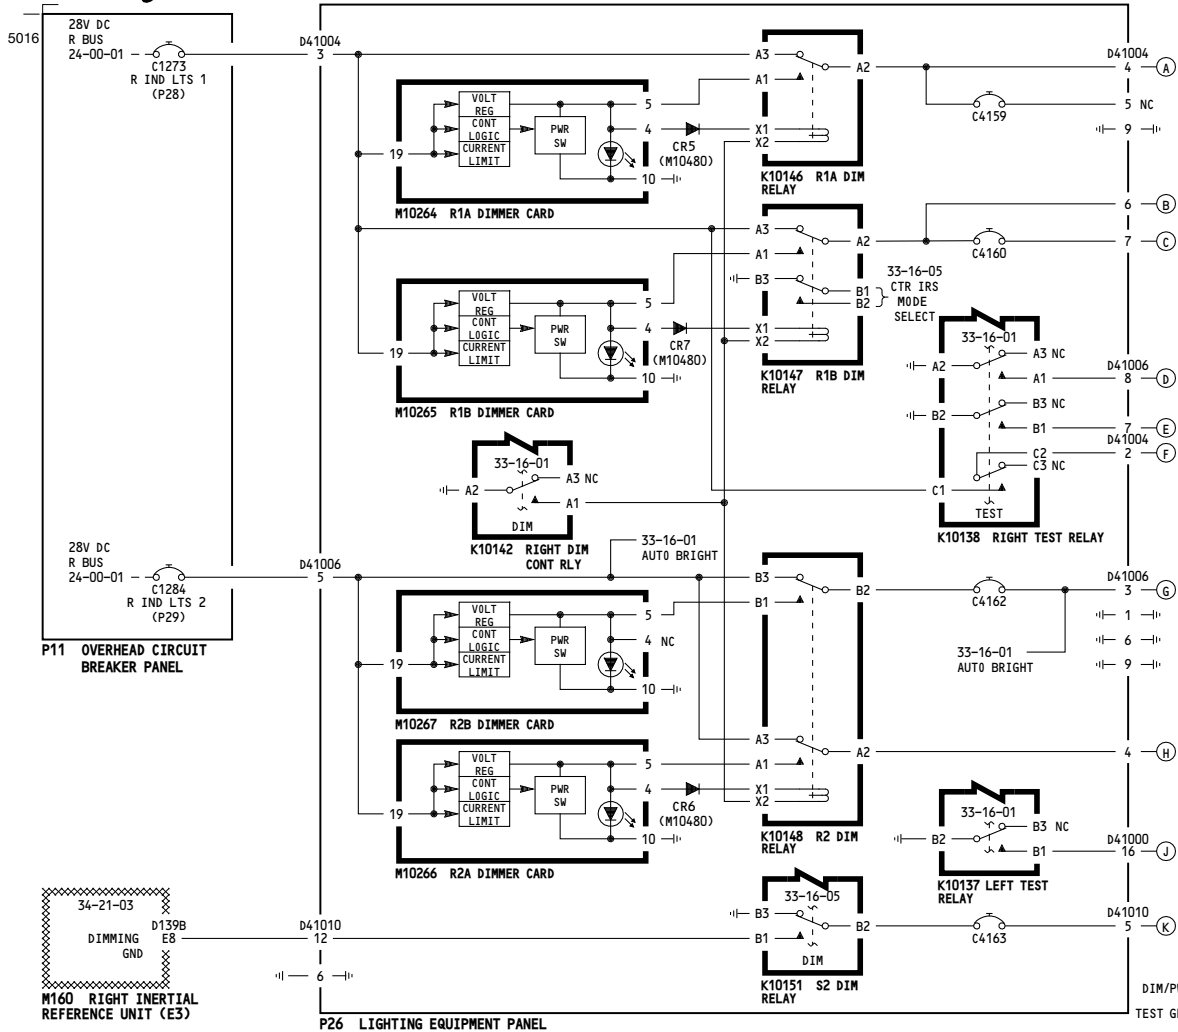 5016
28V DC
R BUS
24-00-01
C1273
R IND LTS 1
(P28)
28V DC
R BUS
24-00-01
C1284
R IND LTS 2
(P29)
P11 OVERHEAD CIRCUIT
BREAKER PANEL
34-21-03
D139B
DIMMING E8
GND
M160 RIGHT INERTIAL
REFERENCE UNIT (E3)
D41004
3
D41006
5
D41010
12
6
19
VOLT
REG
CONT
LOGIC
CURRENT
LIMIT
PWR
SW
5
4
10
CR5
(M10480)
M10264 R1A DIMMER CARD
19
VOLT
REG
CONT
LOGIC
CURRENT
LIMIT
PWR
SW
5
4
10
CR7
(M10480)
M10265 R1B DIMMER CARD
33-16-01
A2
A3 NC
A1
DIM
K10142 RIGHT DIM
CONT RLY
33-16-01
AUTO BRIGHT
19
VOLT
REG
CONT
LOGIC
CURRENT
LIMIT
PWR
SW
5
4 NC
10
M10267 R2B DIMMER CARD
19
VOLT
REG
CONT
LOGIC
CURRENT
LIMIT
PWR
SW
5
4
10
CR6
(M10480)
M10266 R2A DIMMER CARD
A3
A1
A2
X1
X2
K10146 R1A DIM
RELAY
A3
A1
A2
B3
B1
B2
X1
X2
33-16-05
CTR IRS
MODE
SELECT
K10147 R1B DIM
RELAY
B3
B1
B2
A3
A1
A2
X1
X2
K10148 R2 DIM
RELAY
33-16-05
B3
B1
B2
DIM
K10151 S2 DIM
RELAY
C4159
C4160
33-16-01
A2
A3 NC
A1
B2
B3 NC
B1
C2
C3 NC
C1
TEST
K10138 RIGHT TEST RELAY
C4162
33-16-01
AUTO BRIGHT
33-16-01
B2
B3 NC
B1
K10137 LEFT TEST
RELAY
C4163
D41004
4 A
5 NC
9
6 B
7 C
D41006
8 D
7 E
D41004
2 F
D41006
3 G
1
6
9
4 H
D41000
16 J
D41010
5 K
TEST
P26 LIGHTING EQUIPMENT PANEL